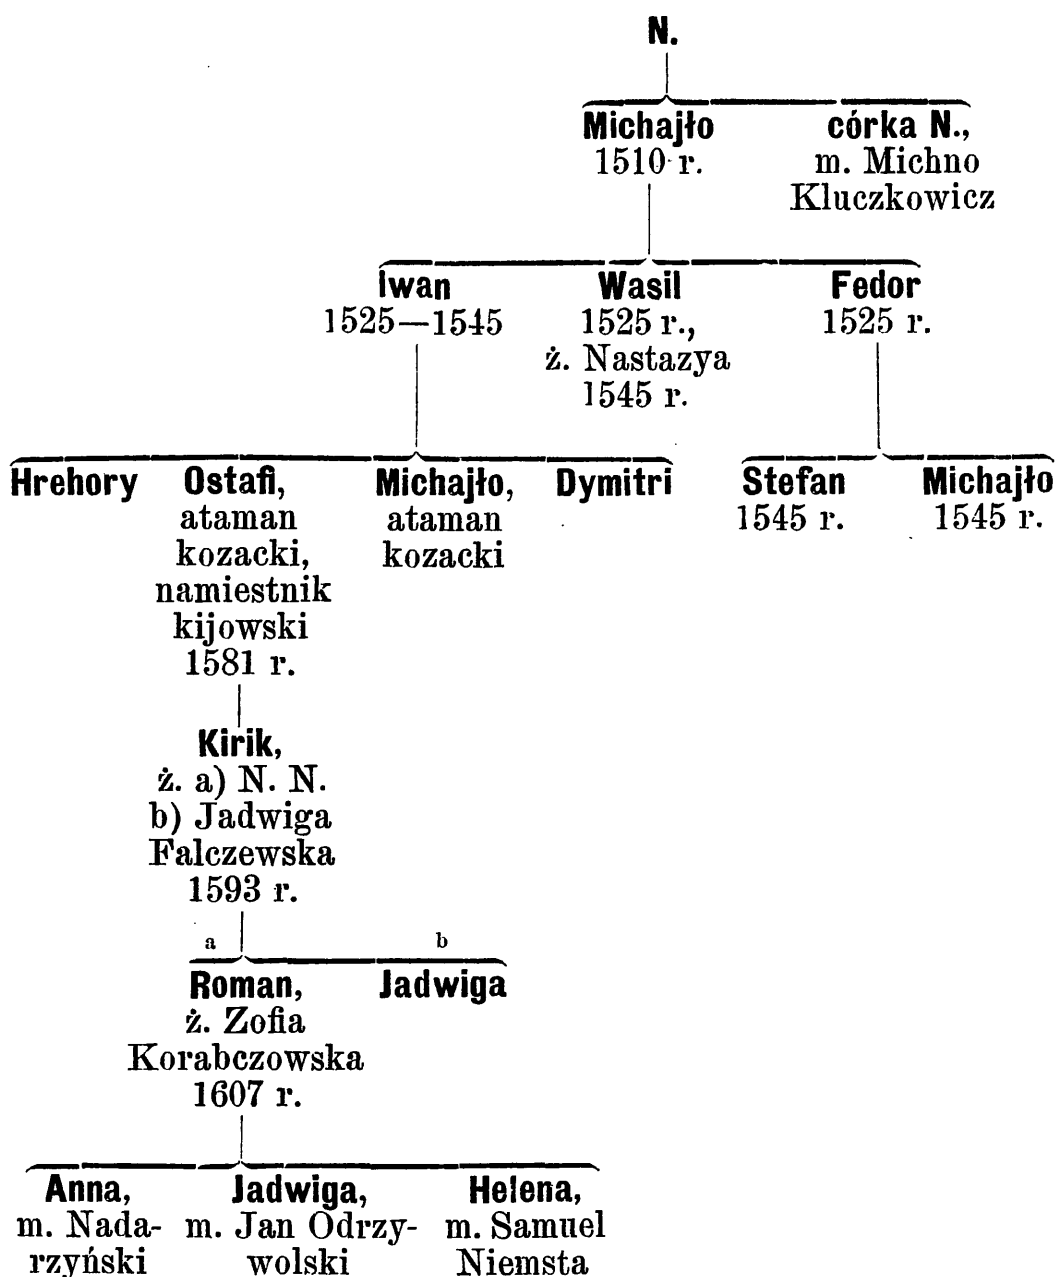 N.
Michajło córka N.,
1510 r. m. Michno
Kluczkowicz
Iwan Wasil Fedor
1525—1545 1525 r., 1525 r.
ż. Nastazya
1545 r.
Hrehory Ostafi, Michajło, Dymitri Stefan Michajło
ataman ataman 1545 r. 1545 r.
kozacki, kozacki
namiestnik
kijowski
1581 r.
Kirik,
ż. a) N. N.
b) Jadwiga
Falczewska
1593 r.
a b
Roman, Jadwiga
ż. Zofia
Korabczowska
1607 r.
Anna, Jadwiga, Helena,
m. Nada- m. Jan Odrzy- m. Samuel
rzyński wolski Niemsta